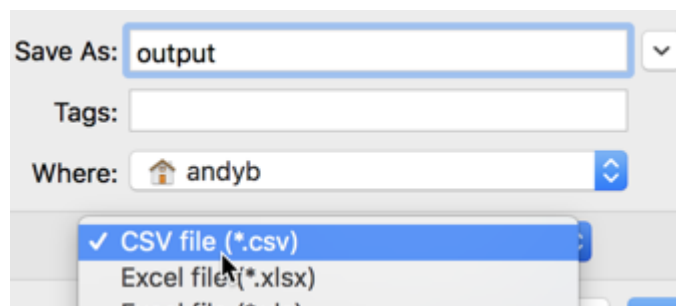 Save As: output
Tags:
Where: andyb
CSV file (*.csv)
Excel file (*.xlsx)